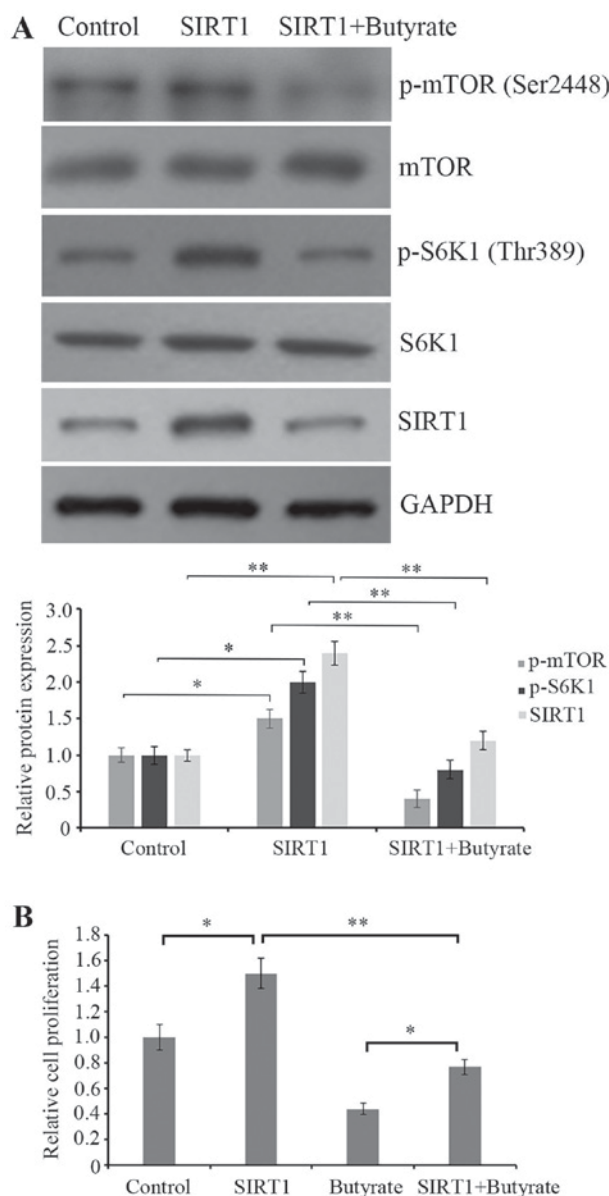 A
Control SIRT1 SIRT1+Butyrate
p-mTOR (Ser2448)
mTOR
p-S6K1 (Thr389)
S6K1
SIRT1
GAPDH
** **
** **
* **
*
Relative protein expression
3.0
2.5
2.0
1.5
1.0
0.5
0
p-mTOR
p-S6K1
SIRT1
Control SIRT1 SIRT1+Butyrate
B
* **
*
Relative cell proliferation
1.8
1.6
1.4
1.2
1.0
0.8
0.6
0.4
0.2
0
Control SIRT1 Butyrate SIRT1+Butyrate